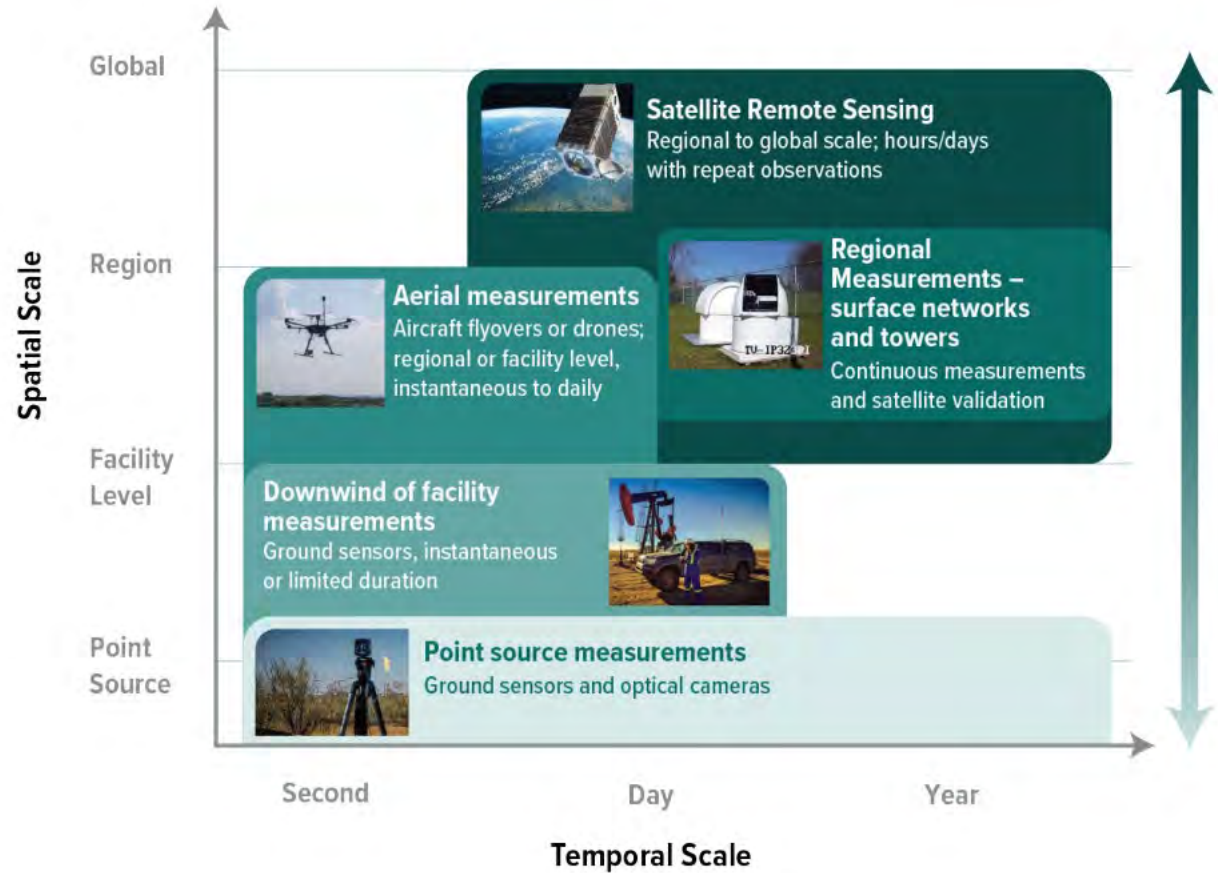 Global
Satellite Remote Sensing
Regional to global scale; hours/days
with repeat observations
Region
Regional
Measurements –
surface networks
and towers
Continuous measurements
and satellite validation
Aerial measurements
Aircraft flyovers or drones;
regional or facility level,
instantaneous to daily
Spatial Scale
Facility
Level
Downwind of facility
measurements
Ground sensors, instantaneous
or limited duration
Point
Source
Point source measurements
Ground sensors and optical cameras
Second
Day
Year
Temporal Scale